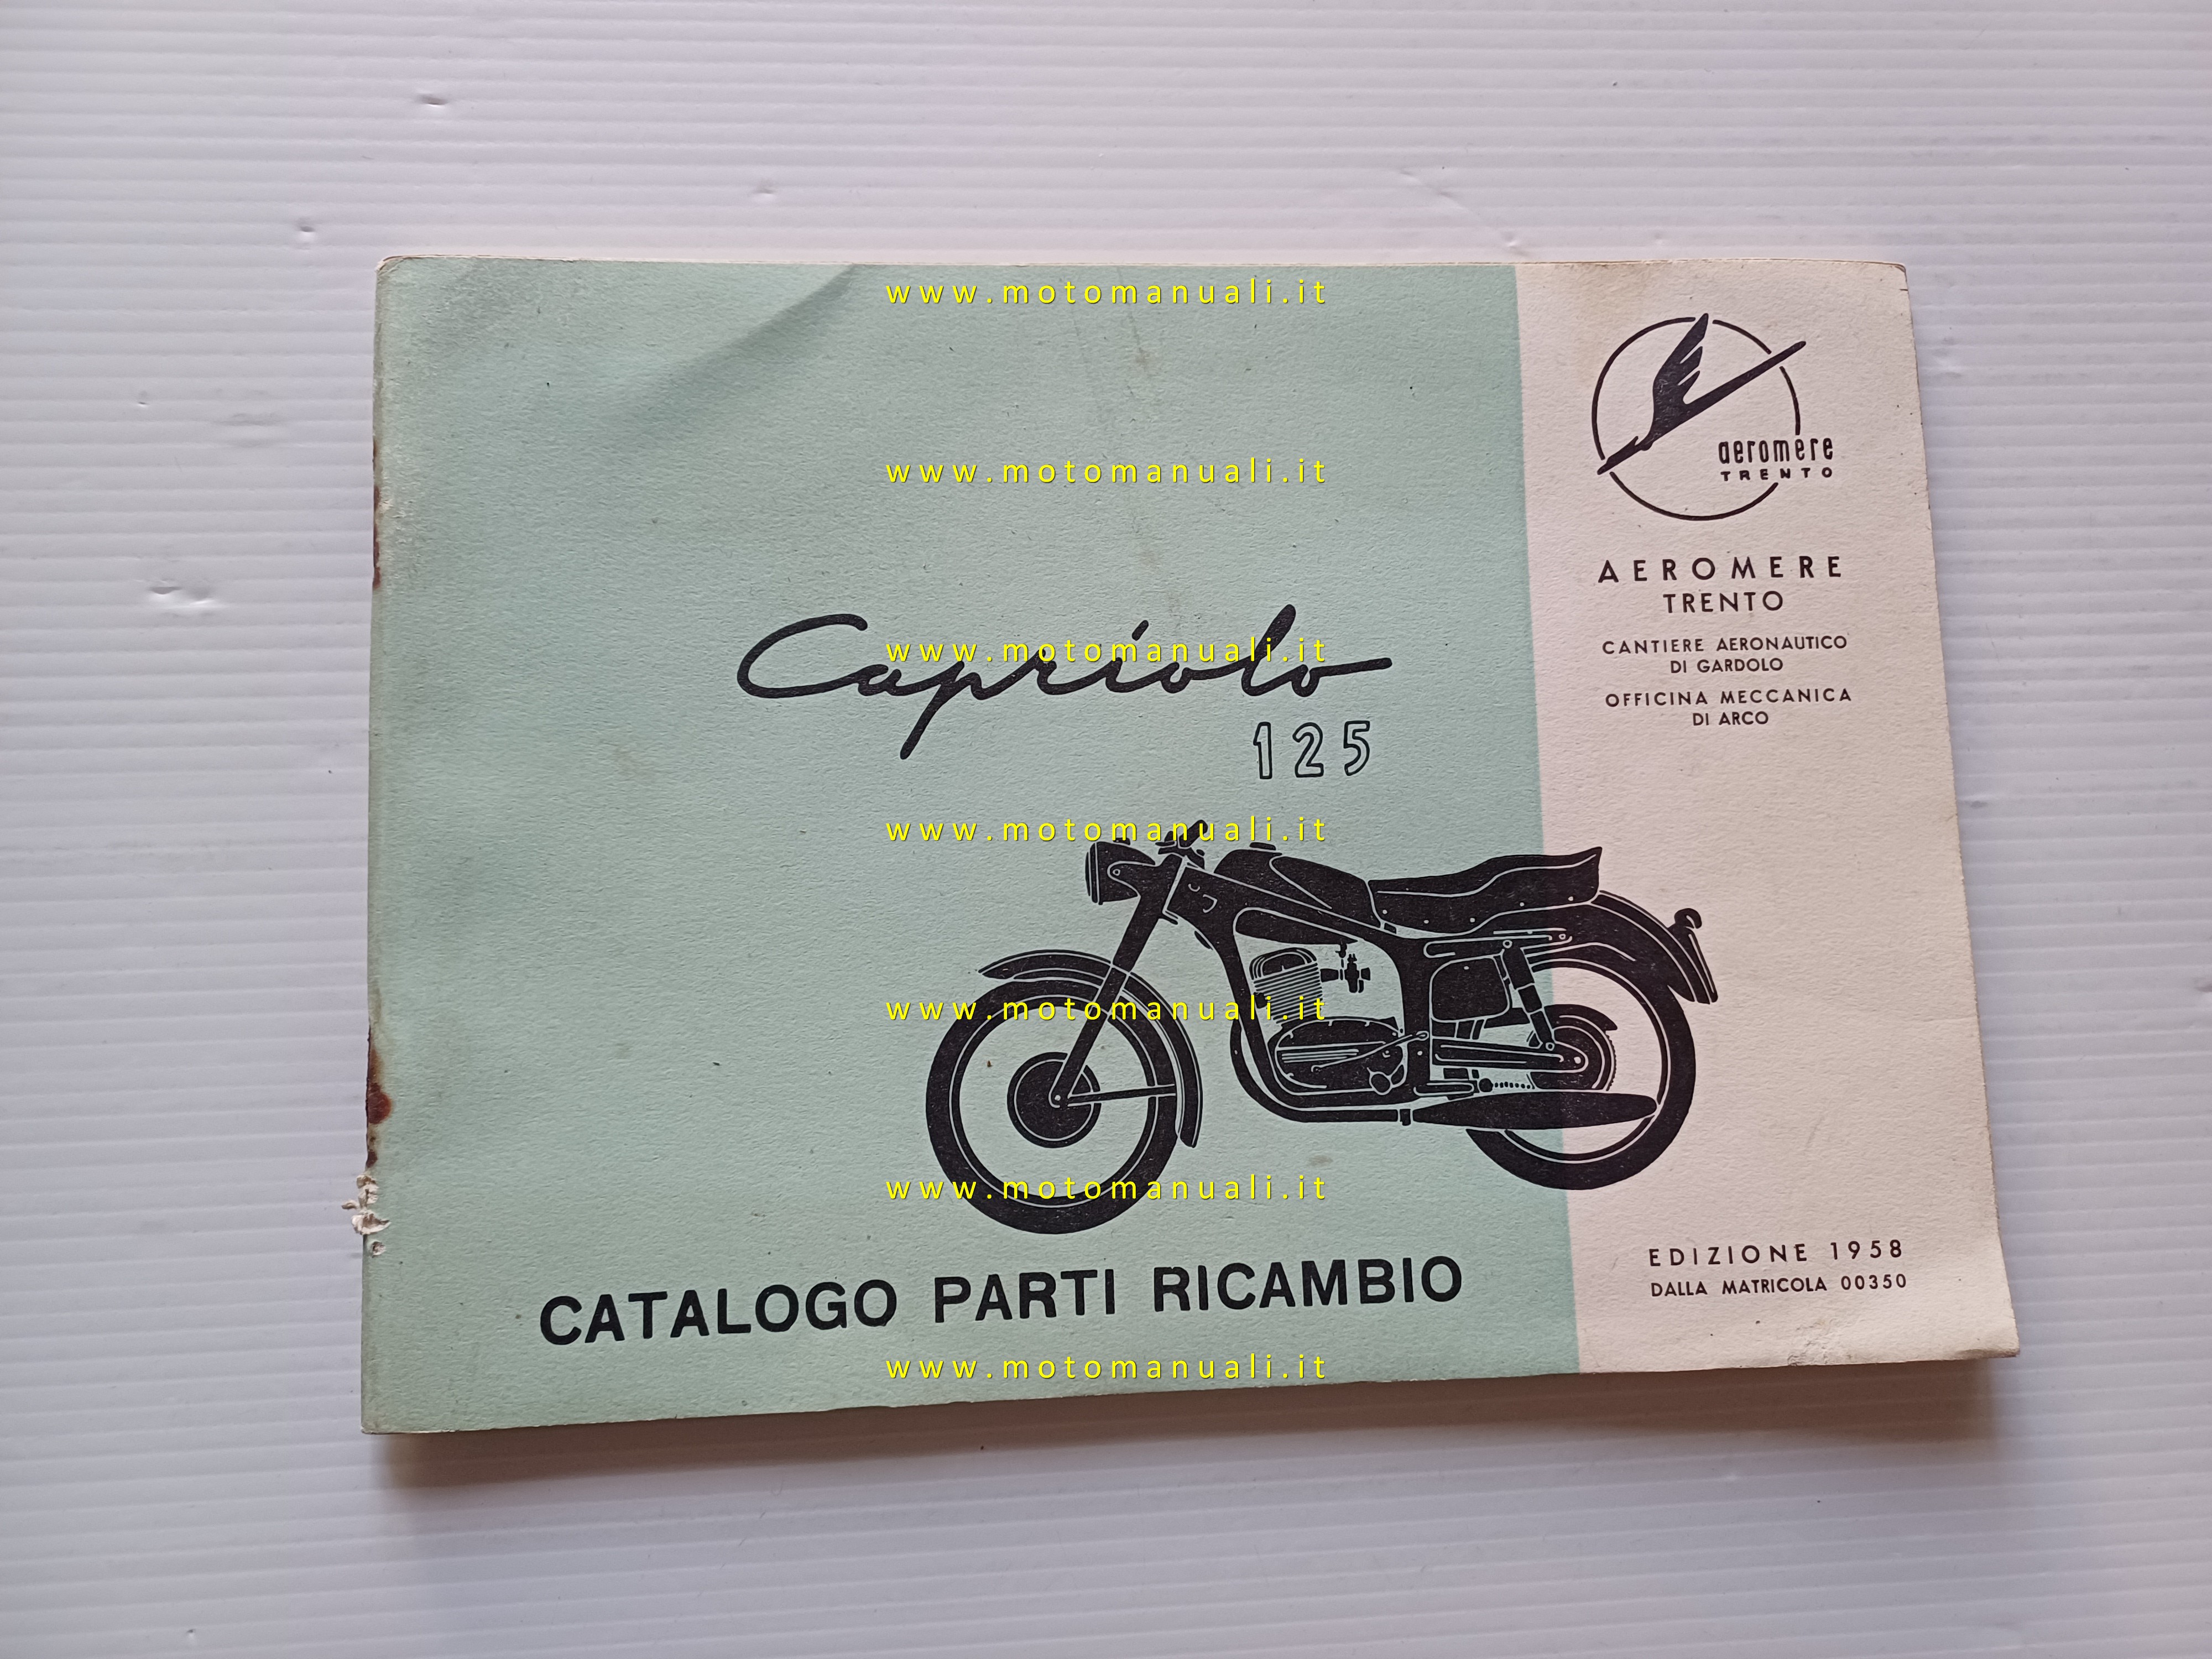 www.motomanuali.it
www.motomanuali.it
aeromere
TRENTO
AEROMERE
TRENTO
CANTIERE AERONAUTICO
DI GARDOLO
OFFICINA MECCANICA
DI ARCO
www.motomanuali.it
Capriolo
125
www.motomanuali.it
www.motomanuali.it
www.motomanuali.it
EDIZIONE 1958
DALLA MATRICOLA 00350
CATALOGO PARTI RICAMBIO
www.motomanuali.it